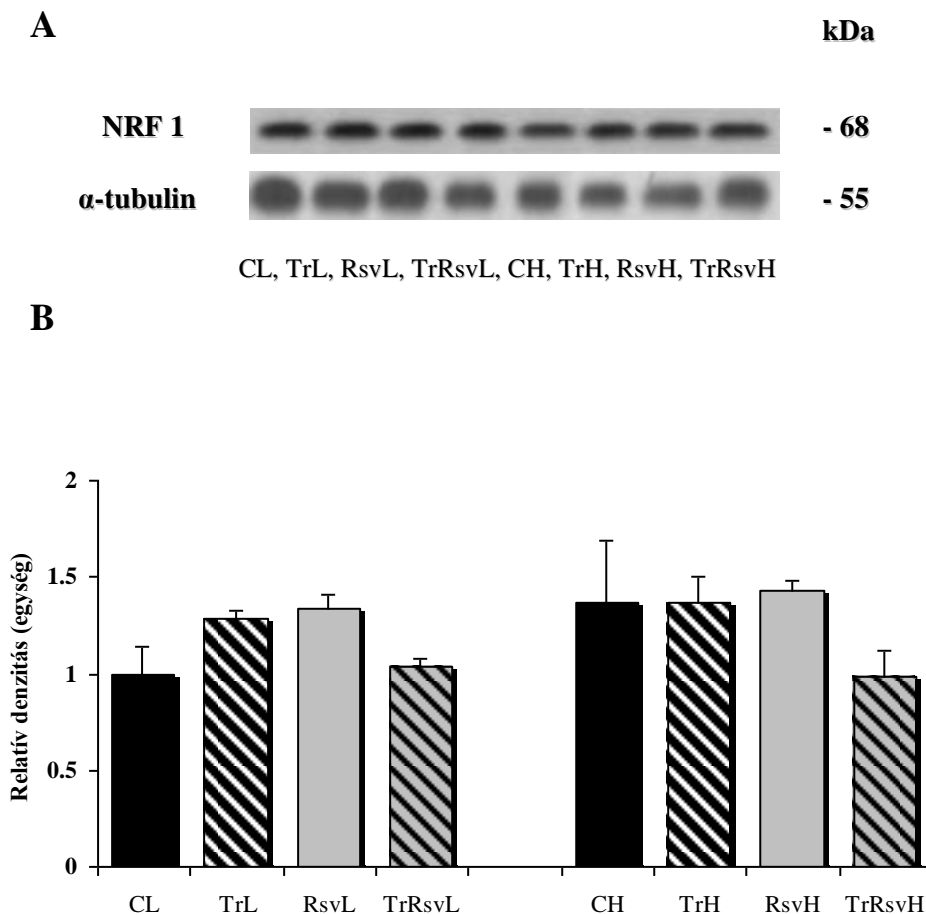 A
kDa
NRF 1
- 68
α-tubulin
- 55
CL, TrL, RsvL, TrRsvL, CH, TrH, RsvH, TrRsvH
B
Relatív denzitás (egység)
2
1.5
1
0.5
0
CL TrL RsvL TrRsvL CH TrH RsvH TrRsvH